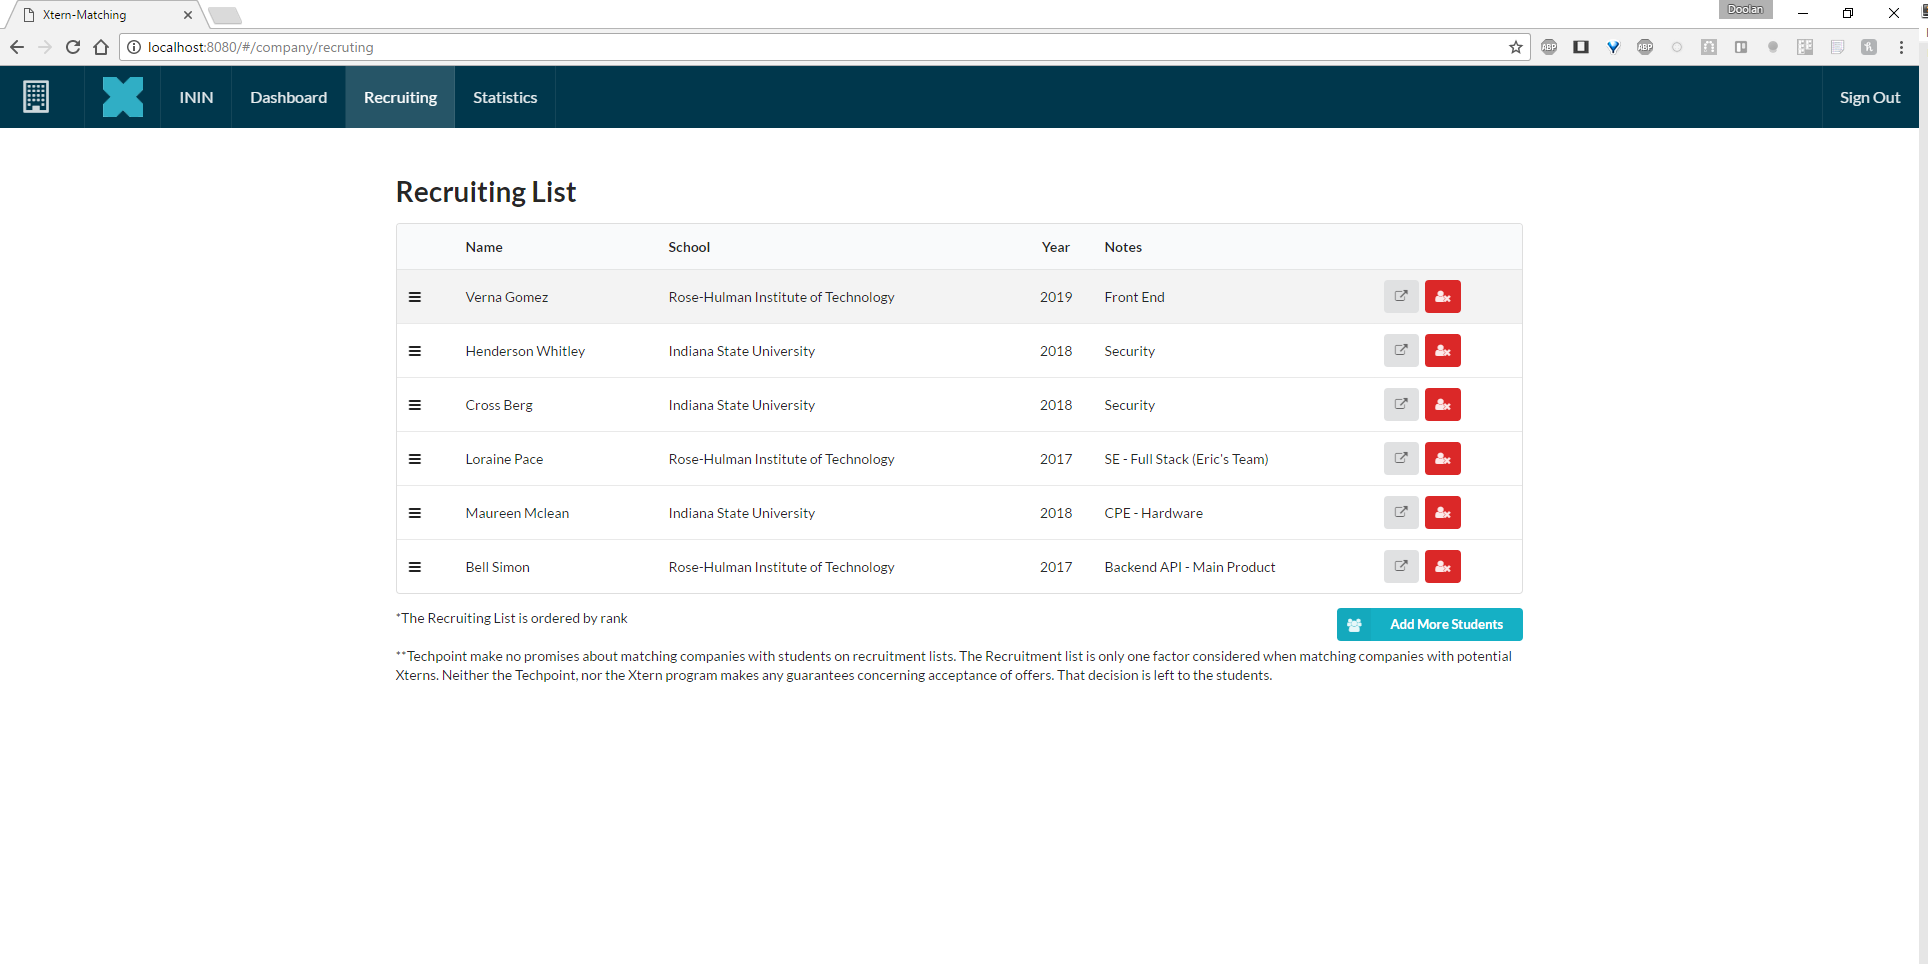 Xtern-Matching
Doolan
localhost:8080/#/company/recruting
ININ Dashboard Recruiting Statistics Sign Out
Recruiting List
Name School Year Notes
Verna Gomez Rose-Hulman Institute of Technology 2019 Front End
Henderson Whitley Indiana State University 2018 Security
Cross Berg Indiana State University 2018 Security
Loraine Pace Rose-Hulman Institute of Technology 2017 SE - Full Stack (Eric's Team)
Maureen Mclean Indiana State University 2018 CPE - Hardware
Bell Simon Rose-Hulman Institute of Technology 2017 Backend API - Main Product
*The Recruiting List is ordered by rank
Add More Students
**Techpoint make no promises about matching companies with students on recruitment lists. The Recruitment list is only one factor considered when matching companies with potential
Xterns. Neither the Techpoint, nor the Xtern program makes any guarantees concerning acceptance of offers. That decision is left to the students.